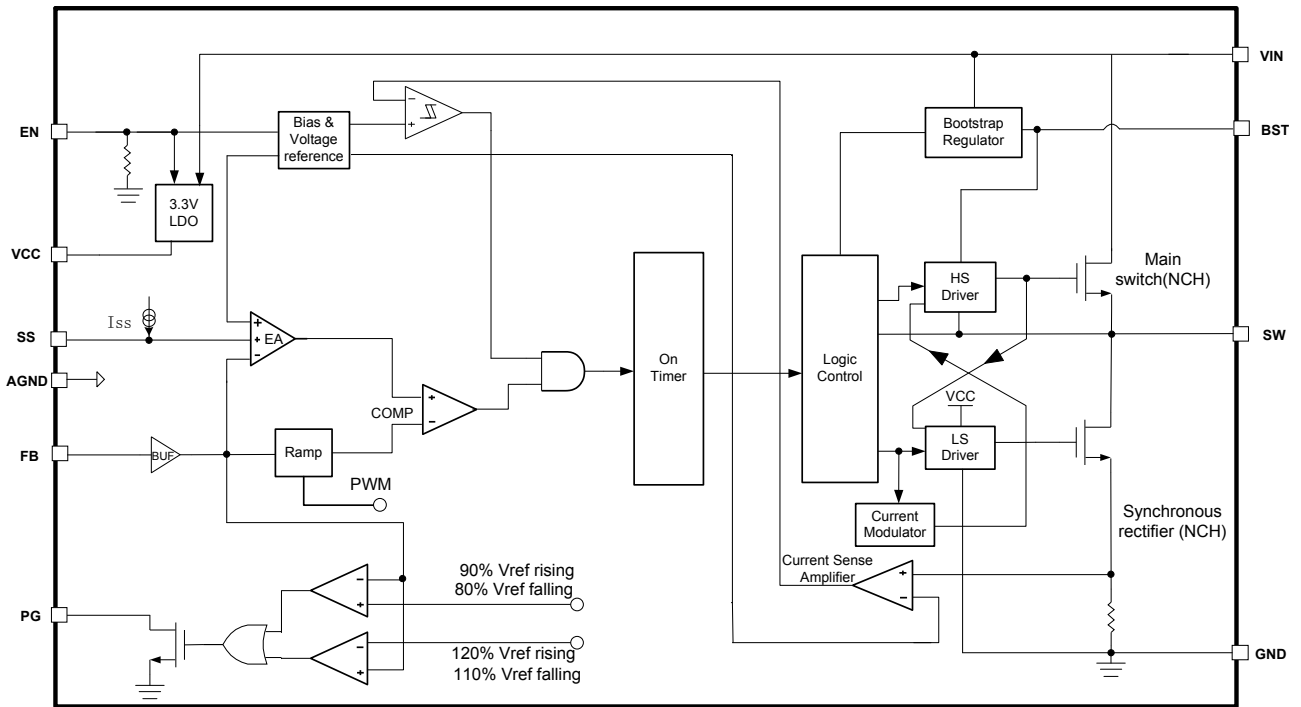 VIN
EN
Bias &
Voltage
reference
−
+
Bootstrap
Regulator
BST
3.3V
LDO
VCC
HS
Driver
Main
switch(NCH)
Iss
SS
+
+
−
EA
On
Timer
Logic
Control
SW
AGND
COMP
+
−
VCC
LS
Driver
FB
BUF
Ramp
PWM
Current
Modulator
Synchronous
rectifier (NCH)
Current Sense
Amplifier
+
−
90% Vref rising
80% Vref falling
−
+
PG
120% Vref rising
110% Vref falling
−
+
GND